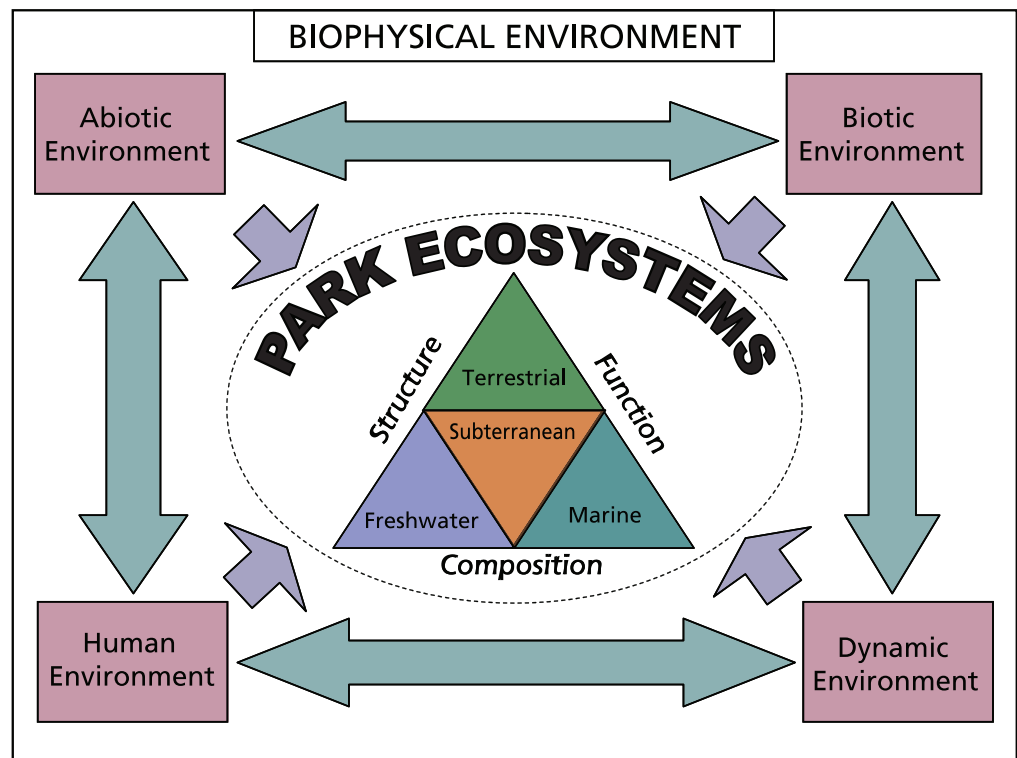 BIOPHYSICAL ENVIRONMENT
Abiotic
Environment
Biotic
Environment
PARK ECOSYSTEMS
Structure
Function
Terrestrial
Subterranean
Freshwater
Marine
Composition
Human
Environment
Dynamic
Environment